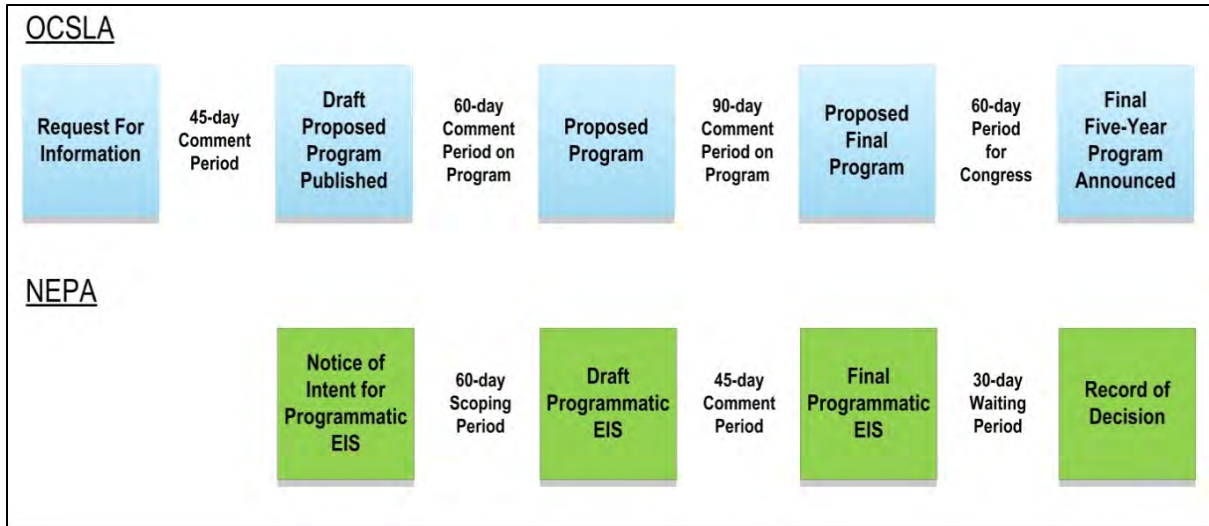 OCSLA
Request For
Information
45-day
Comment
Period
Draft
Proposed
Program
Published
60-day
Comment
Period on
Program
Proposed
Program
90-day
Comment
Period on
Program
Proposed
Final
Program
60-day
Period
for
Congress
Final
Five-Year
Program
Announced
NEPA
Notice of
Intent for
Programmatic
EIS
60-day
Scoping
Period
Draft
Programmatic
EIS
45-day
Comment
Period
Final
Programmatic
EIS
30-day
Waiting
Period
Record of
Decision